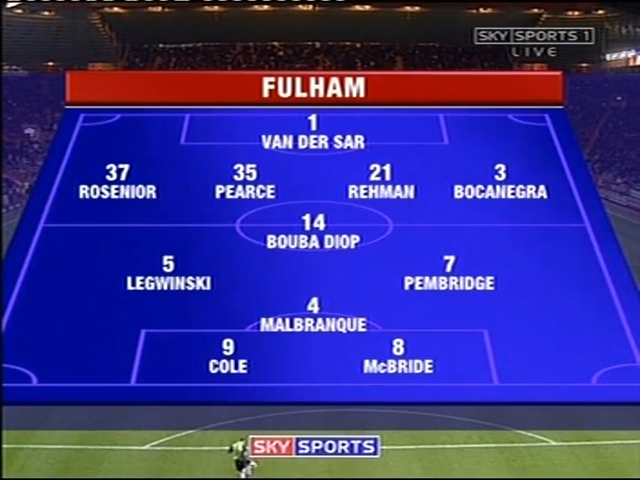 SKY SPORTS 1
LIVE
FULHAM
1
VAN DER SAR
37 35 21 3
ROSENIOR PEARCE REHMAN BOCANEGRA
14
BOUBA DIOP
5 7
LEGWINSKI PEMBRIDGE
4
MALBRANQUE
9 8
COLE McBRIDE
SKY SPORTS